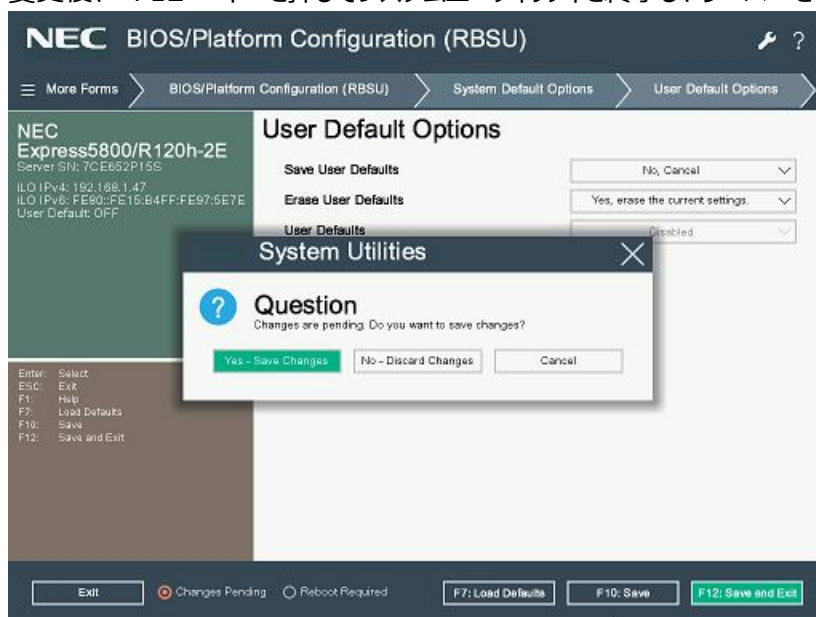 NEC BIOS/Platform Configuration (RBSU)
?
More Forms
BIOS/Platform Configuration (RBSU)
System Default Options
User Default Options
NEC
Express5800/R120h-2E
Server SN: 7CE652P15S
iLO IPv4: 192.168.1.47
iLO IPv6: FE80::FE15:B4FF:FE97:5E7E
User Default: OFF
User Default Options
Save User Defaults
No, Cancel
Erase User Defaults
Yes, erase the current settings.
User Defaults
Disabled
System Utilities
?
Question
Changes are pending. Do you want to save changes?
Yes - Save Changes
No - Discard Changes
Cancel
Enter: Select
ESC: Exit
F1: Help
F7: Load Defaults
F10: Save
F12: Save and Exit
Exit
Changes Pending
Reboot Required
F7: Load Defaults
F10: Save
F12: Save and Exit